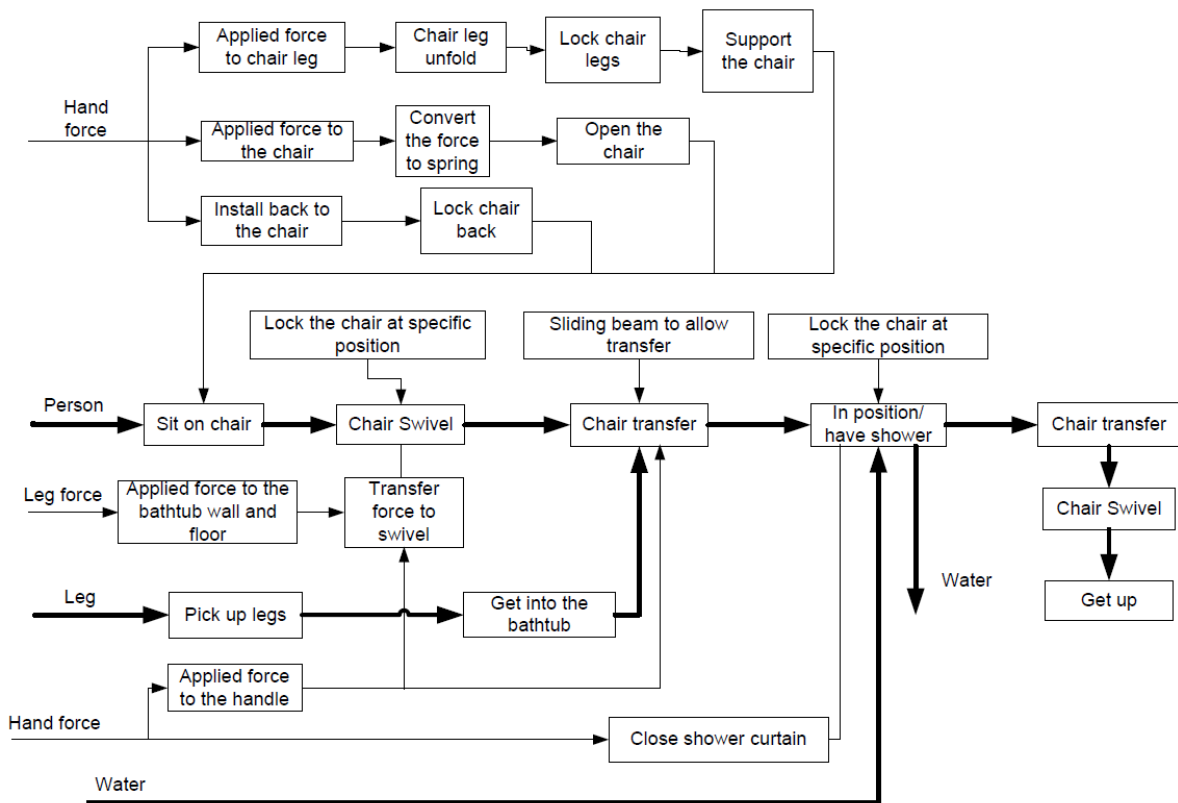 Applied force
to chair leg
Chair leg
unfold
Lock chair
legs
Support
the chair
Hand
force
Applied force to
the chair
Convert
the force
to spring
Open the
chair
Install back to
the chair
Lock chair
back
Lock the chair at specific
position
Sliding beam to allow
transfer
Lock the chair at
specific position
Person
Sit on chair
Chair Swivel
Chair transfer
In position/
have shower
Chair transfer
Leg force
Applied force to the
bathtub wall and
floor
Transfer
force to
swivel
Chair Swivel
Water
Leg
Pick up legs
Get into the
bathtub
Get up
Applied force
to the handle
Hand force
Close shower curtain
Water